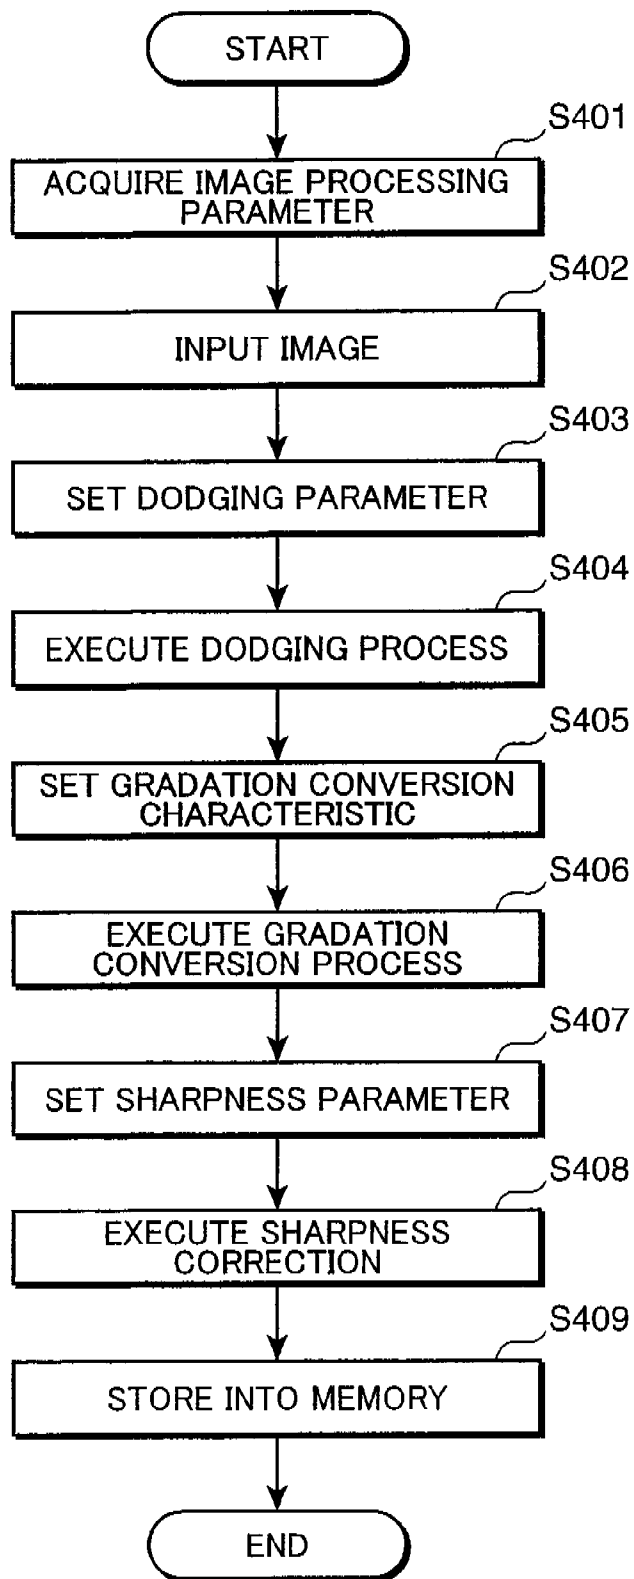 START
S401
ACQUIRE IMAGE PROCESSING
PARAMETER
S402
INPUT IMAGE
S403
SET DODGING PARAMETER
S404
EXECUTE DODGING PROCESS
S405
SET GRADATION CONVERSION
CHARACTERISTIC
S406
EXECUTE GRADATION
CONVERSION PROCESS
S407
SET SHARPNESS PARAMETER
S408
EXECUTE SHARPNESS
CORRECTION
S409
STORE INTO MEMORY
END